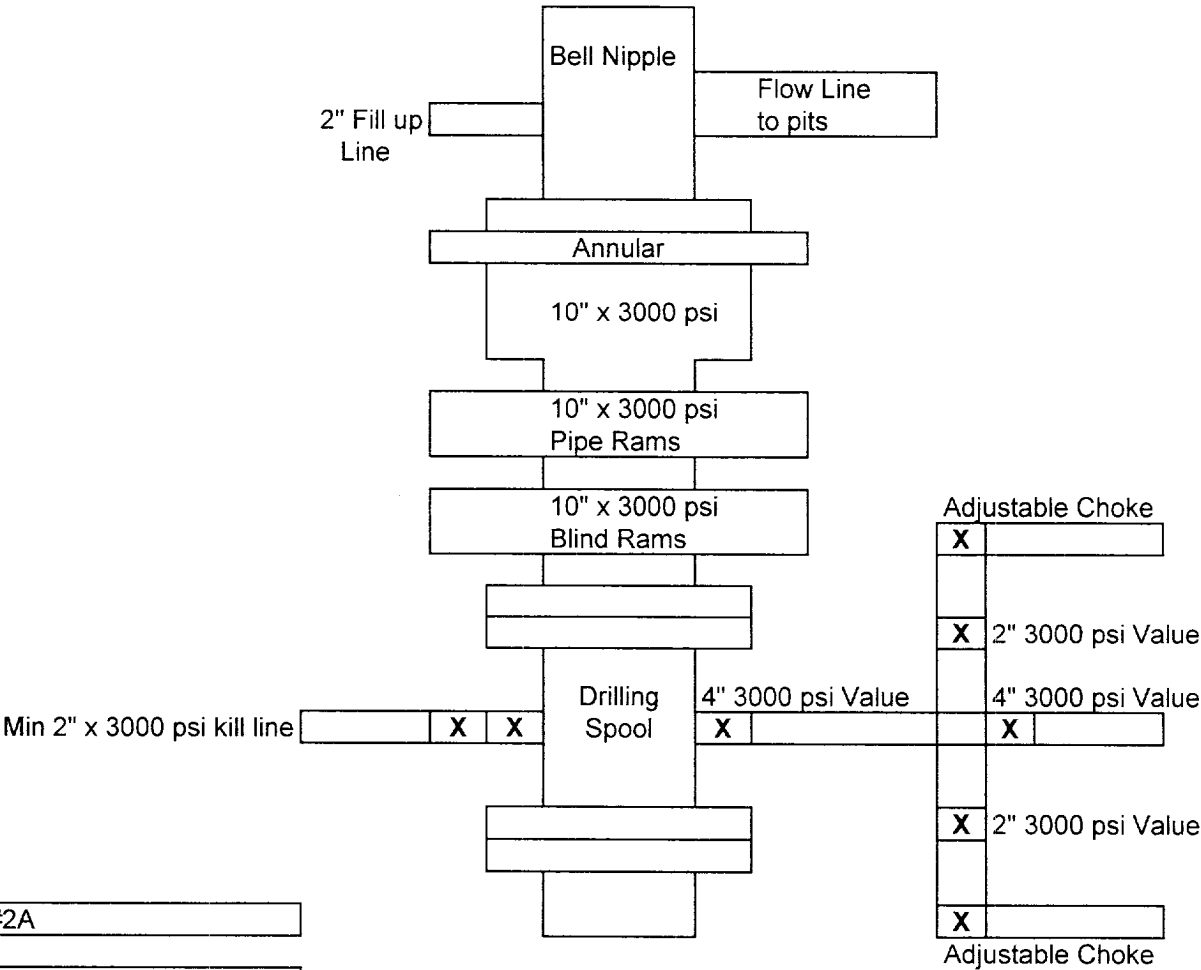 Bell Nipple
Flow Line
to pits
2" Fill up
Line
Annular
10" x 3000 psi
10" x 3000 psi
Pipe Rams
10" x 3000 psi
Blind Rams
Adjustable Choke
X
X 2" 3000 psi Value
Drilling
Spool
4" 3000 psi Value
4" 3000 psi Value
Min 2" x 3000 psi kill line
X X
X
X
X 2" 3000 psi Value
2A
X
Adjustable Choke